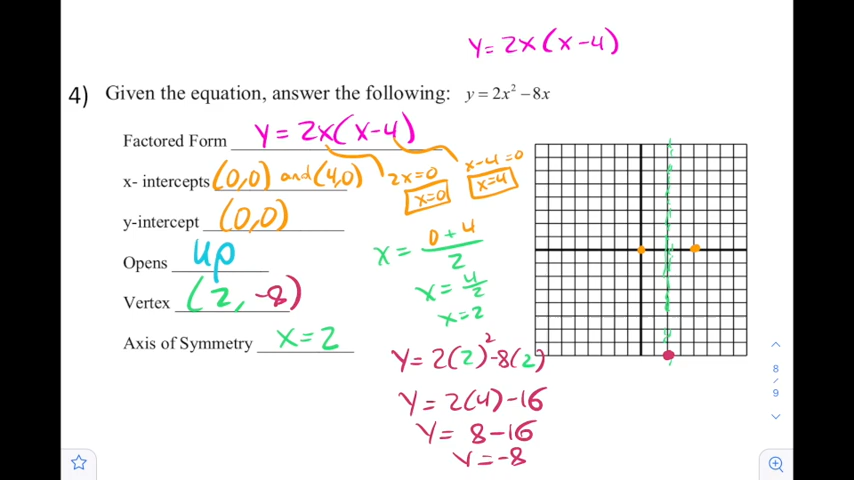 y = 2x(x-4)
4) Given the equation, answer the following: y = 2x² - 8x
Factored Form y = 2x(x-4)
x- intercepts (0,0) and (4,0)
2x=0
x=0
x-4=0
x=4
y-intercept (0,0)
Opens up
Vertex (2, -8)
Axis of Symmetry x=2
x = 0+4/2
x = 4/2
x=2
y = 2(2)²-8(2)
y = 2(4)-16
y = 8-16
y = -8
8
/
9